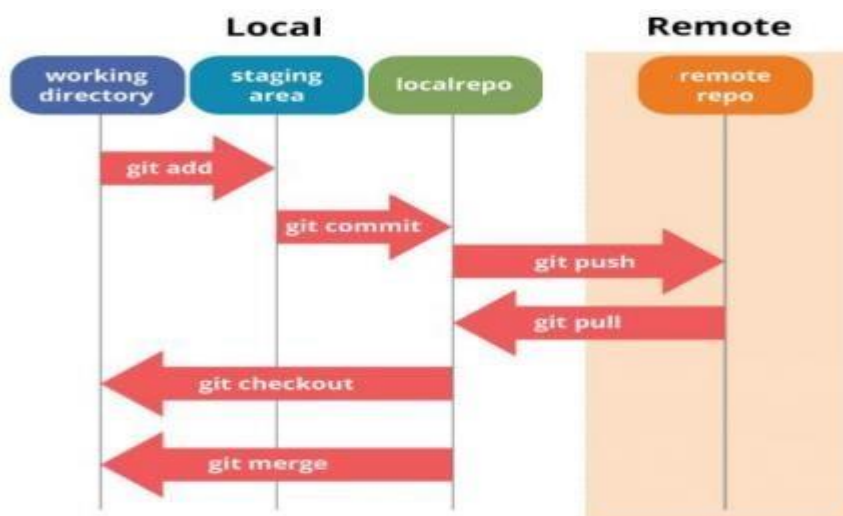 Local
Remote
working
directory
staging
area
localrepo
remote
repo
git add
git commit
git push
git pull
git checkout
git merge